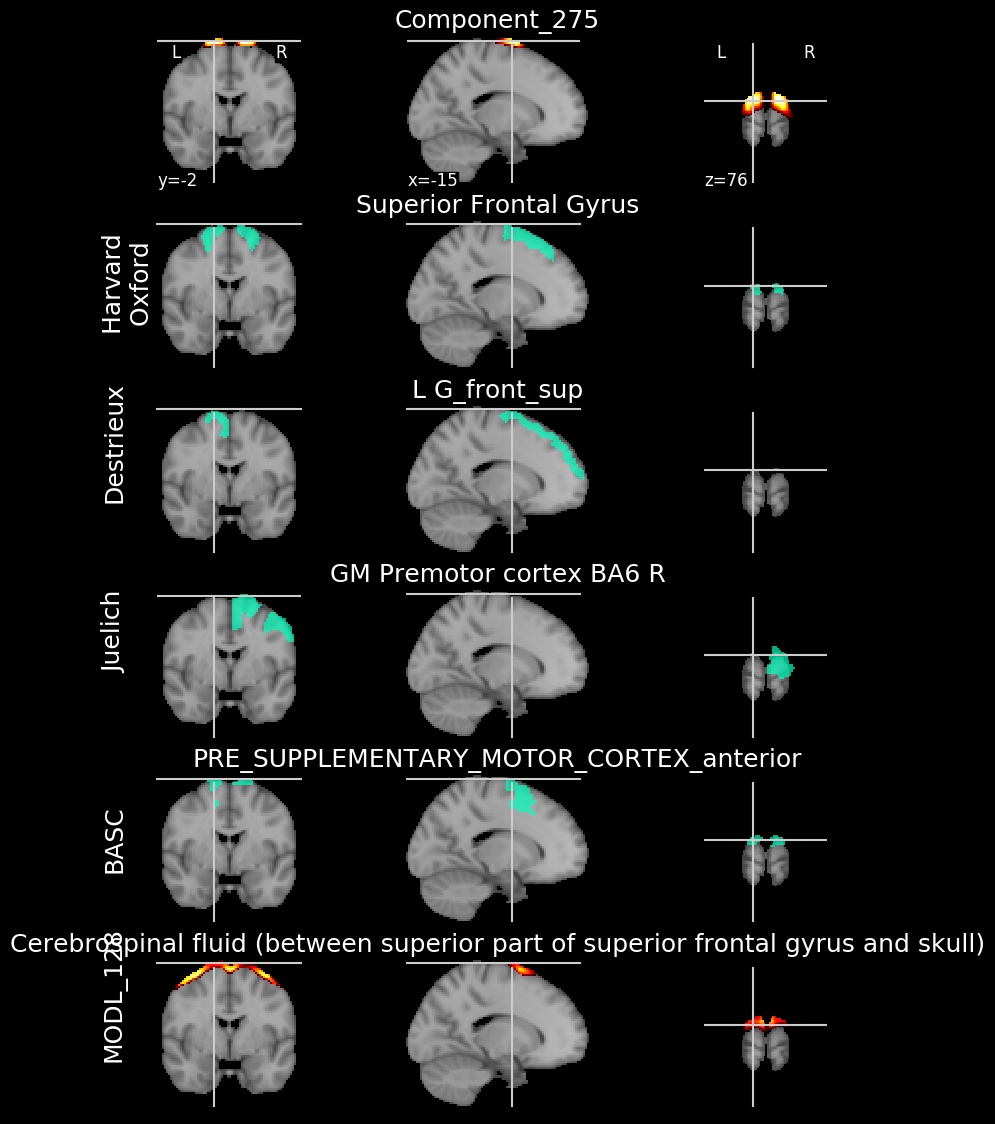 Component_275
L R
L R
y=-2
x=-15
z=76
Superior Frontal Gyrus
Harvard
Oxford
L G_front_sup
Destrieux
GM Premotor cortex BA6 R
Juelich
PRE_SUPPLEMENTARY_MOTOR_CORTEX_anterior
BASC
Cerebrospinal fluid (between superior part of superior frontal gyrus and skull)
MODL_128